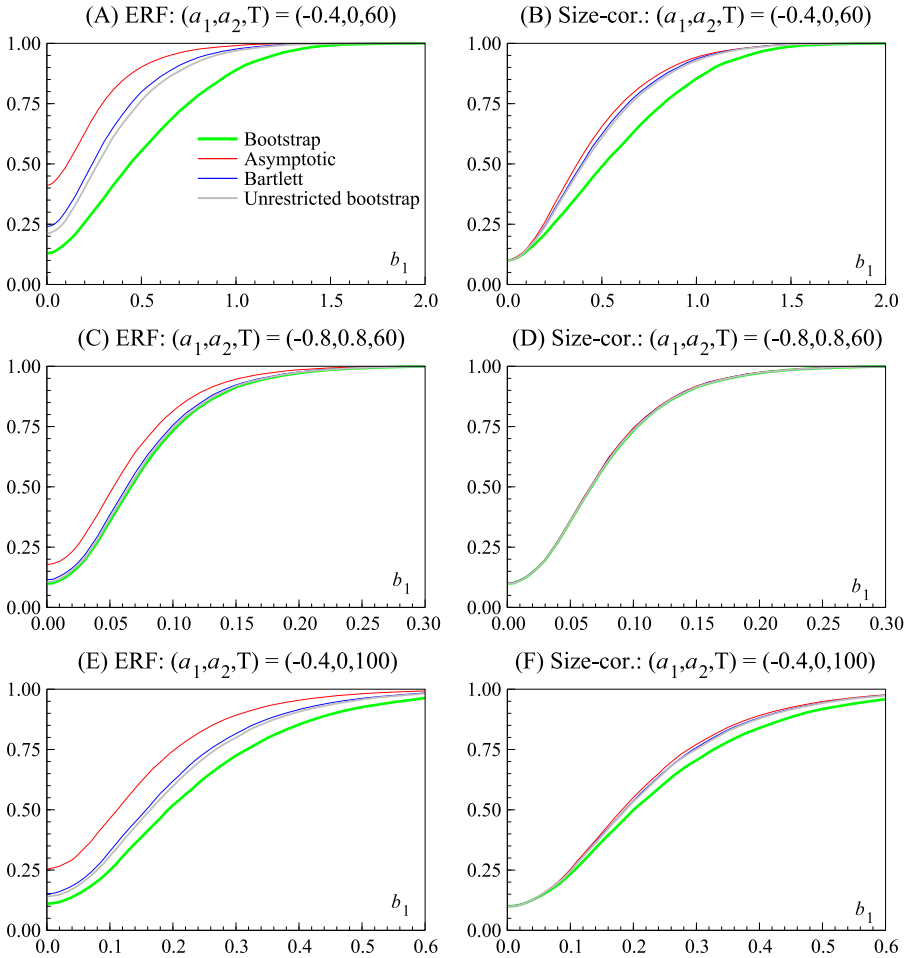 (A) ERF: (a1,a2,T) = (-0.4,0,60)
(B) Size-cor.: (a1,a2,T) = (-0.4,0,60)
1.00
0.75
0.50
0.25
0.00
Bootstrap
Asymptotic
Bartlett
Unrestricted bootstrap
b1
0.0 0.5 1.0 1.5 2.0
1.00
0.75
0.50
0.25
0.00
b1
0.0 0.5 1.0 1.5 2.0
(C) ERF: (a1,a2,T) = (-0.8,0.8,60)
(D) Size-cor.: (a1,a2,T) = (-0.8,0.8,60)
1.00
0.75
0.50
0.25
0.00
b1
0.00 0.05 0.10 0.15 0.20 0.25 0.30
1.00
0.75
0.50
0.25
0.00
b1
0.00 0.05 0.10 0.15 0.20 0.25 0.30
(E) ERF: (a1,a2,T) = (-0.4,0,100)
(F) Size-cor.: (a1,a2,T) = (-0.4,0,100)
1.00
0.75
0.50
0.25
0.00
b1
0.0 0.1 0.2 0.3 0.4 0.5 0.6
1.00
0.75
0.50
0.25
0.00
b1
0.0 0.1 0.2 0.3 0.4 0.5 0.6